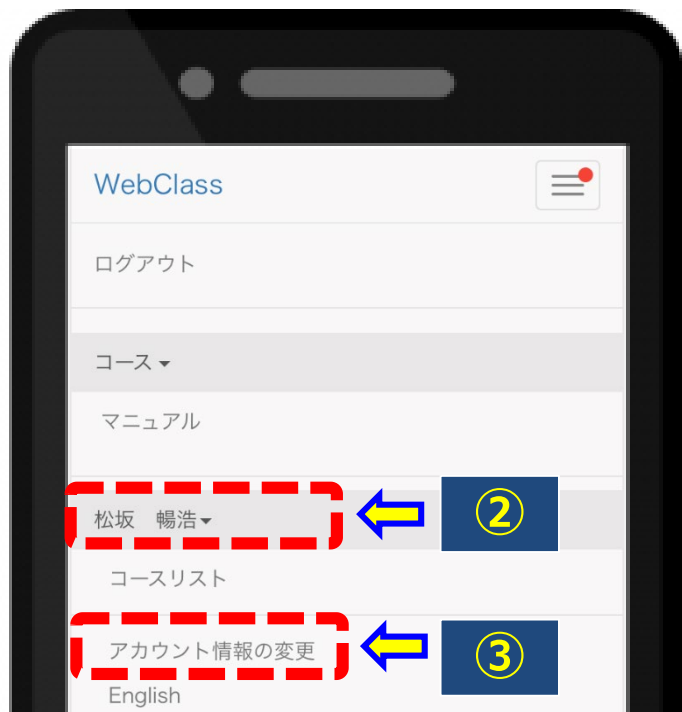 WebClass
ログアウト
コース
マニュアル
松坂　暢浩
②
コースリスト
アカウント情報の変更
③
English